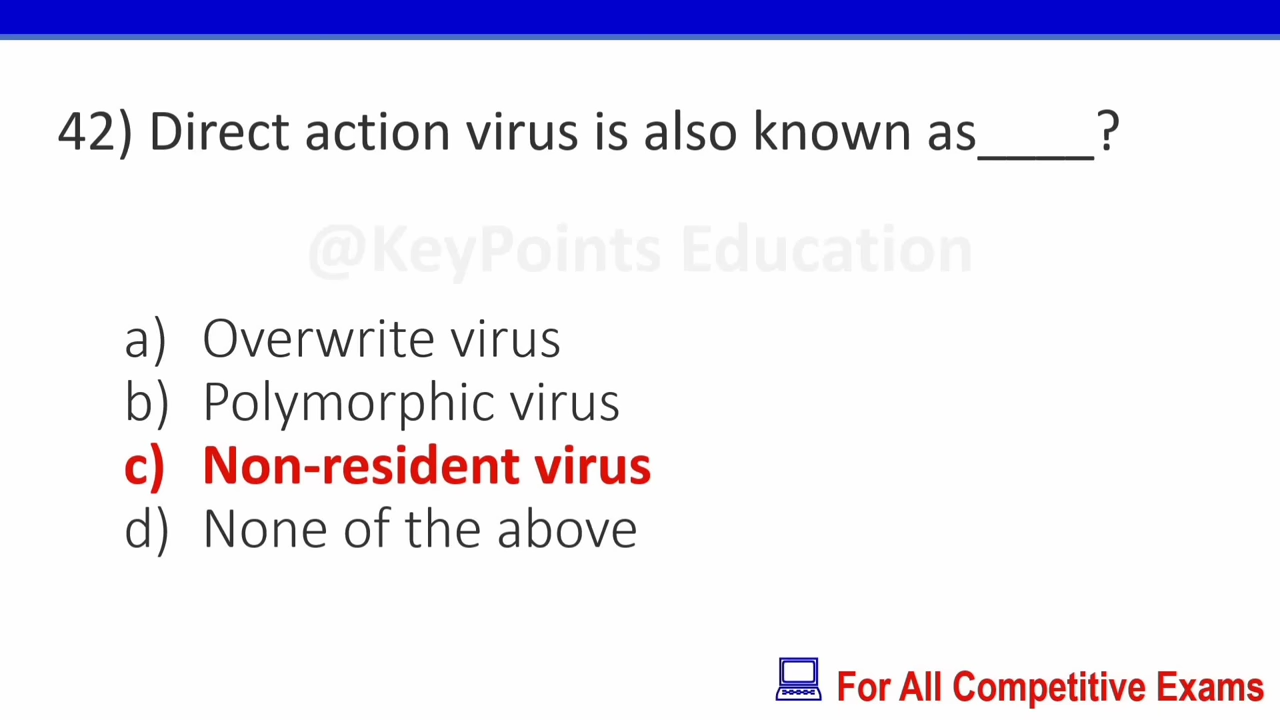 42) Direct action virus is also known as____?
@KeyPoints Education
a) Overwrite virus
b) Polymorphic virus
c) Non-resident virus
d) None of the above
For All Competitive Exams